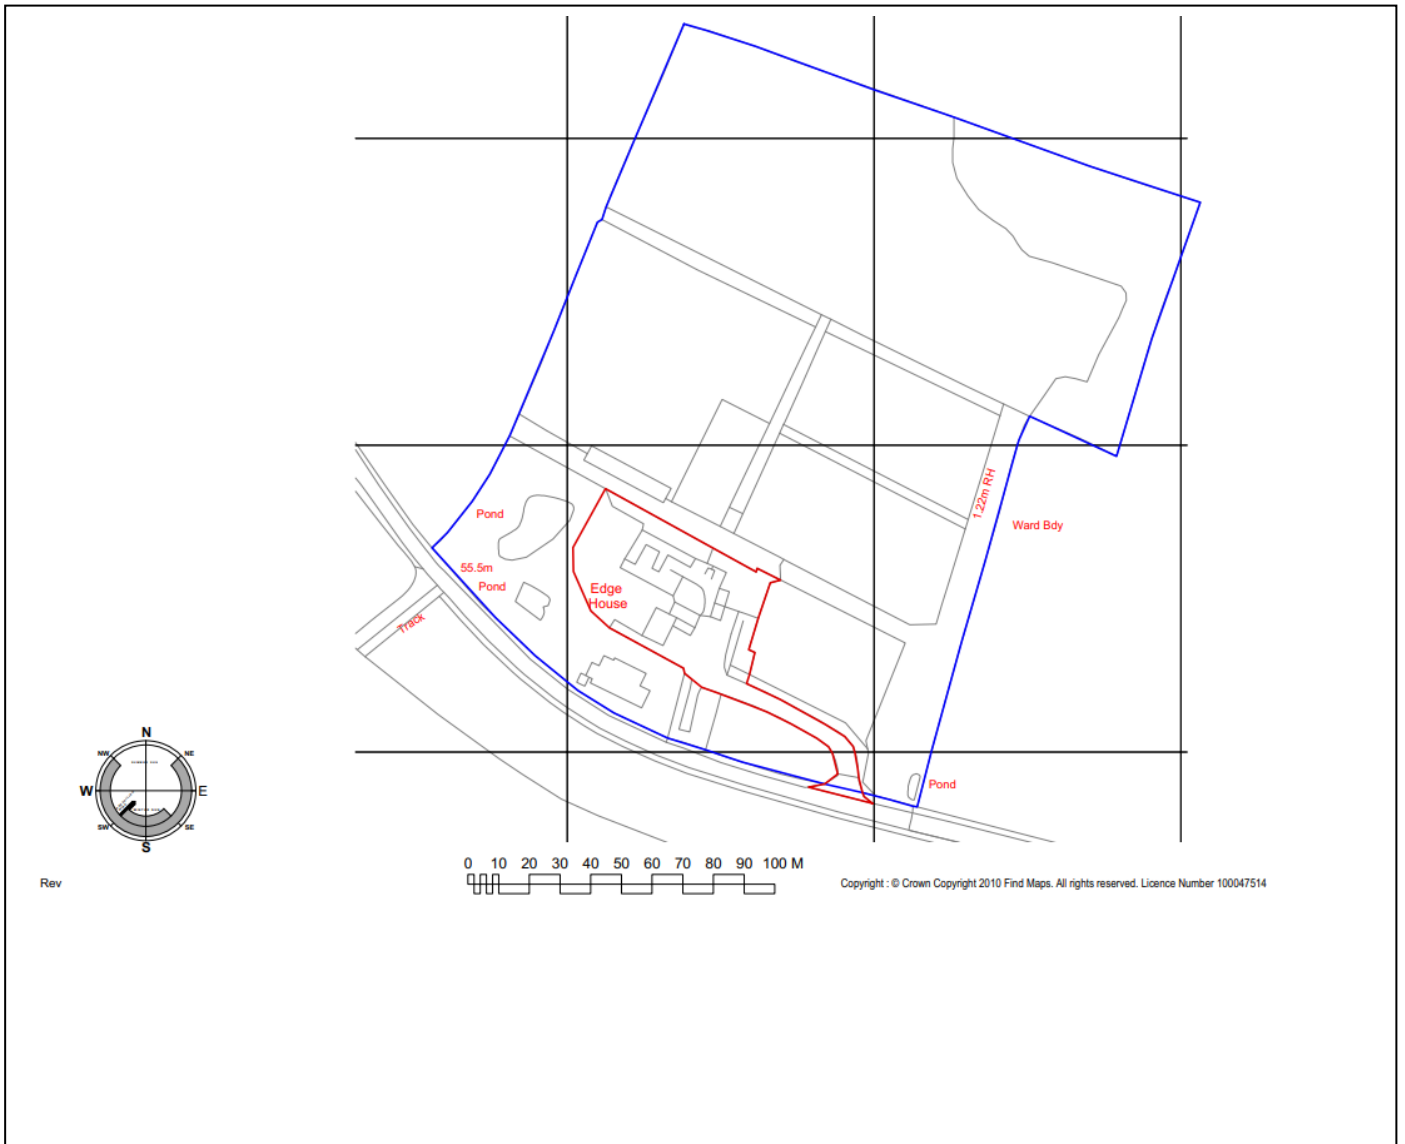 1.22m RH
Pond
Ward Bdy
55.5m
Pond
Edge
House
Track
Pond
N
NW
NE
W
E
SW
SE
S
0 10 20 30 40 50 60 70 80 90 100 M
Rev
Copyright : © Crown Copyright 2010 Find Maps. All rights reserved. Licence Number 100047514